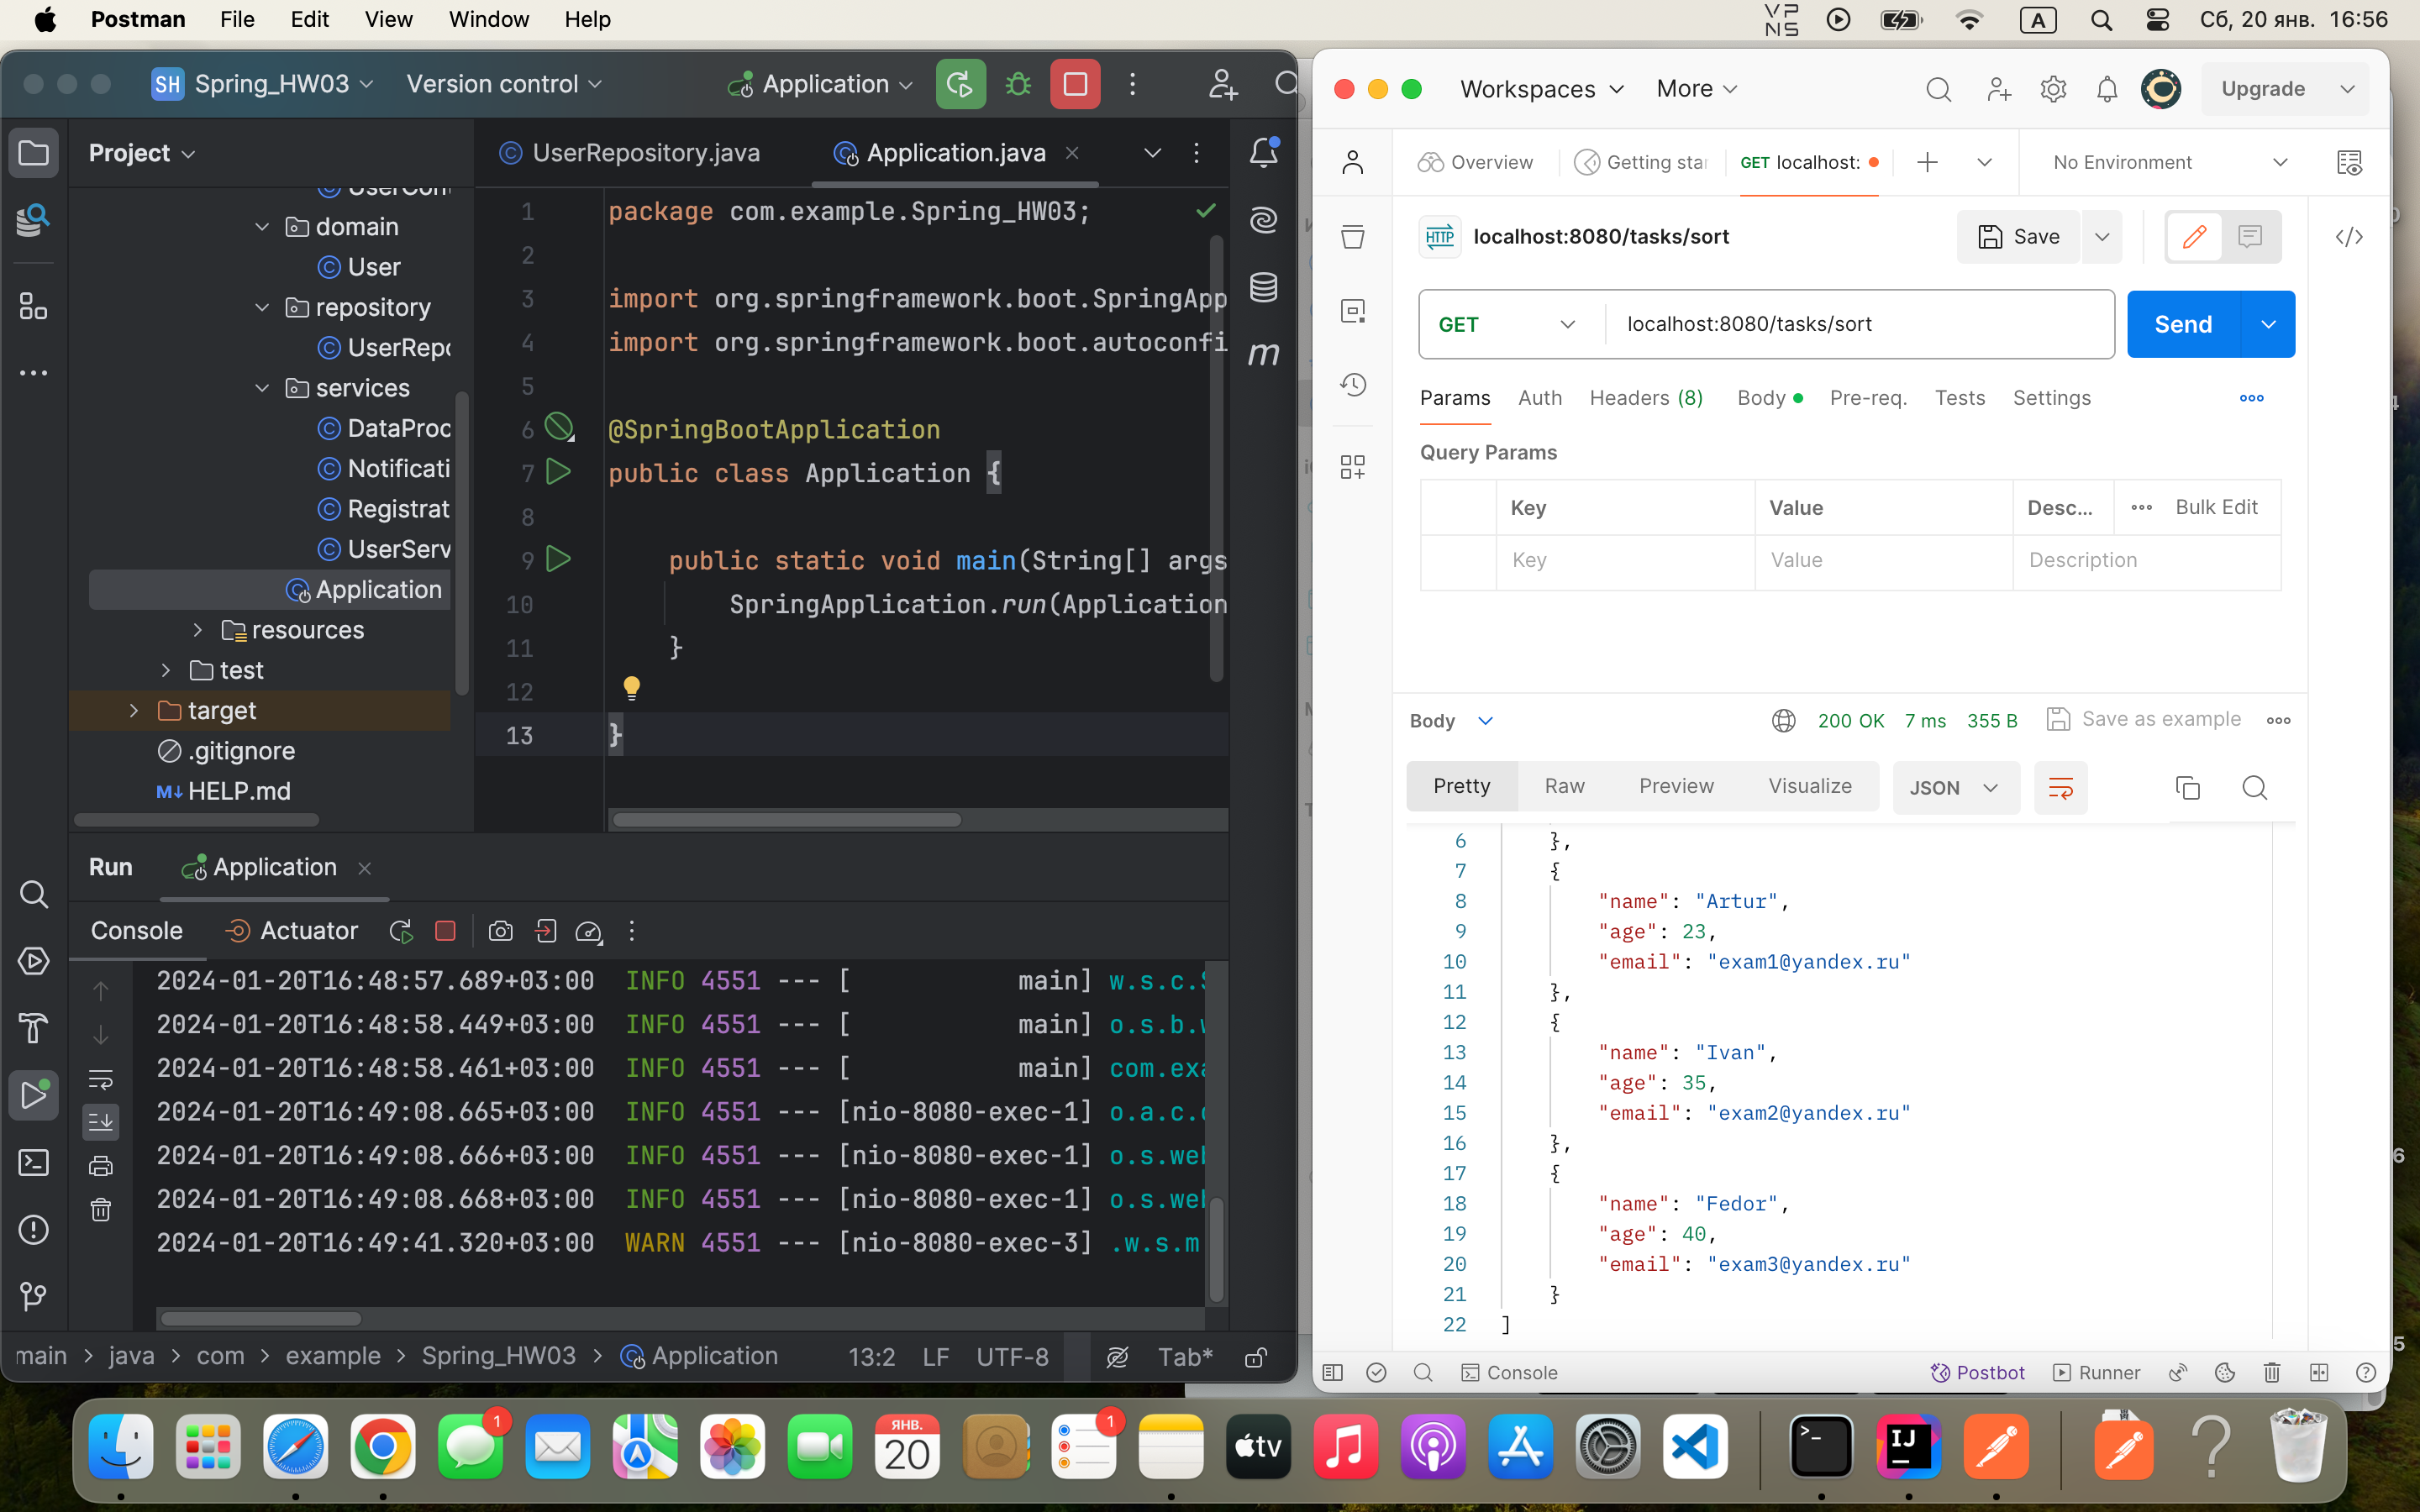 Postman File Edit View Window Help
VPNS A Сб, 20 янв. 16:56
SH Spring_HW03 Version control Application
Project
domain
User
repository
UserRepo
services
DataProc
Notificati
Registrat
UserServ
Application
resources
test
target
.gitignore
M↓ HELP.md
UserRepository.java Application.java
1 package com.example.Spring_HW03;
2
3 import org.springframework.boot.SpringApp
4 import org.springframework.boot.autoconfi
5
6 @SpringBootApplication
7 public class Application {
8
9 public static void main(String[] args
10 SpringApplication.run(Application
11 }
12
13 }
Run Application
Console Actuator
2024-01-20T16:48:57.689+03:00 INFO 4551 --- [ main] w.s.c.S
2024-01-20T16:48:58.449+03:00 INFO 4551 --- [ main] o.s.b.w
2024-01-20T16:48:58.461+03:00 INFO 4551 --- [ main] com.exa
2024-01-20T16:49:08.665+03:00 INFO 4551 --- [nio-8080-exec-1] o.a.c.c
2024-01-20T16:49:08.666+03:00 INFO 4551 --- [nio-8080-exec-1] o.s.web
2024-01-20T16:49:08.668+03:00 INFO 4551 --- [nio-8080-exec-1] o.s.web
2024-01-20T16:49:41.320+03:00 WARN 4551 --- [nio-8080-exec-3] .w.s.m
main > java > com > example > Spring_HW03 > Application 13:2 LF UTF-8 Tab*
Workspaces More Upgrade
Overview Getting star GET localhost: No Environment
HTTP localhost:8080/tasks/sort Save
GET localhost:8080/tasks/sort Send
Params Auth Headers (8) Body Pre-req. Tests Settings
Query Params
Key Value Desc... Bulk Edit
Key Value Description
Body 200 OK 7 ms 355 B Save as example
Pretty Raw Preview Visualize JSON
6 },
7 {
8 "name": "Artur",
9 "age": 23,
10 "email": "exam1@yandex.ru"
11 },
12 {
13 "name": "Ivan",
14 "age": 35,
15 "email": "exam2@yandex.ru"
16 },
17 {
18 "name": "Fedor",
19 "age": 40,
20 "email": "exam3@yandex.ru"
21 }
22 ]
Console Postbot Runner
1 ЯНВ. 20 1 tv IJ